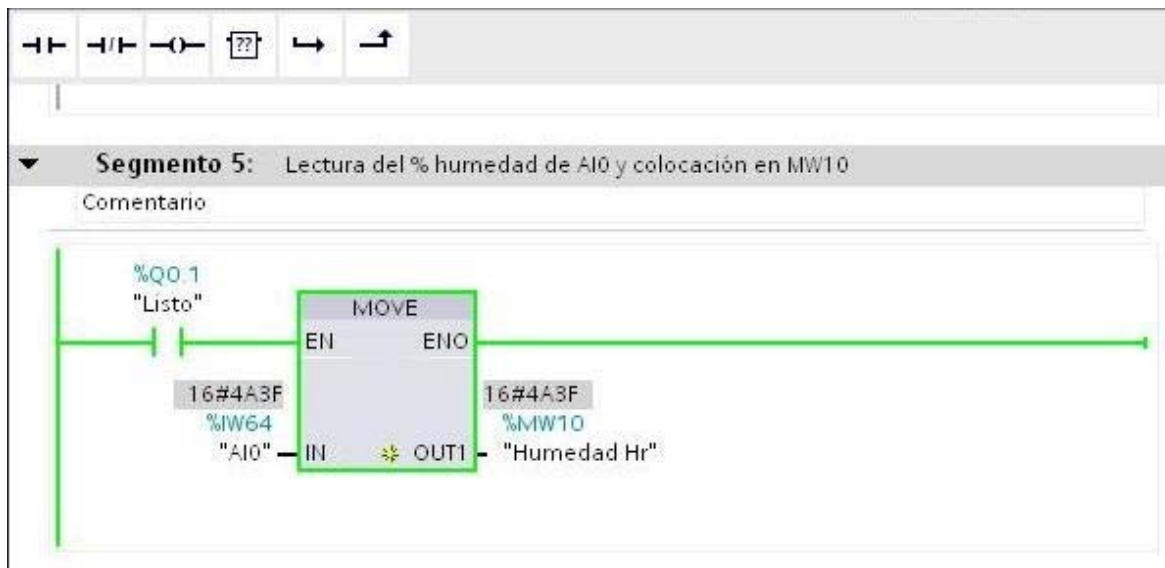 ??
Segmento 5: Lectura del % humedad de AI0 y colocación en MW10
Comentario
%Q0.1
"Listo"
MOVE
EN ENO
16#4A3F 16#4A3F
%IW64 %MW10
"AI0" IN OUT1 "Humedad Hr"